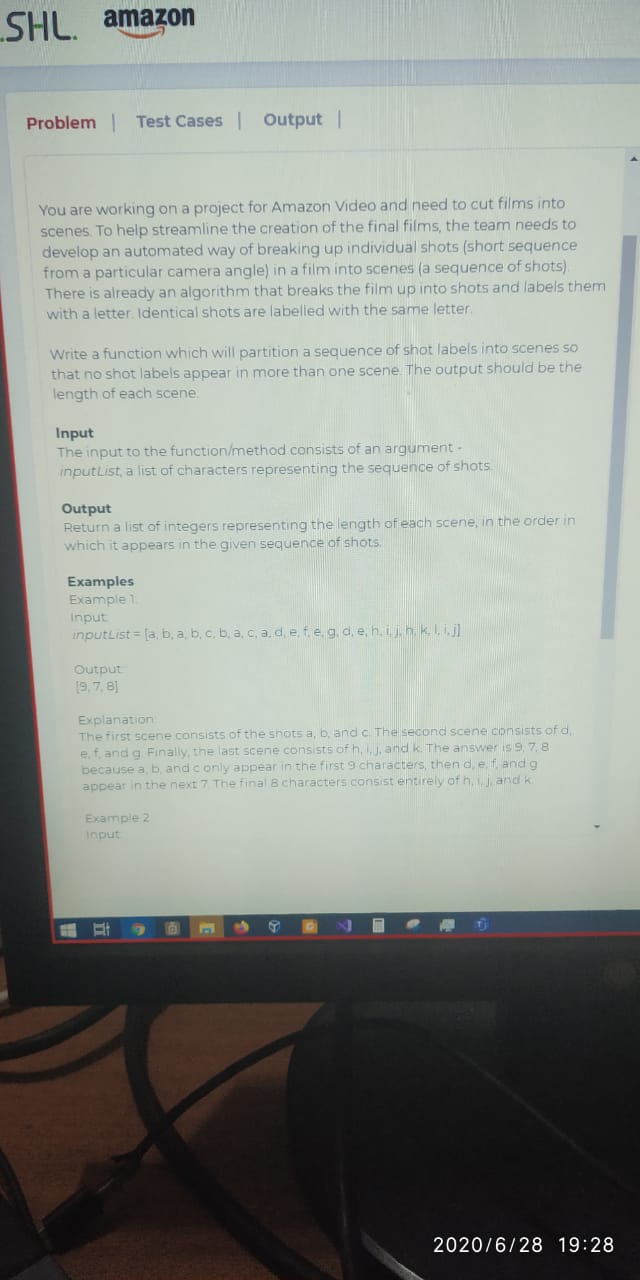 .SHL. amazon
Problem | Test Cases | Output |
You are working on a project for Amazon Video and need to cut films into
scenes. To help streamline the creation of the final films, the team needs to
develop an automated way of breaking up individual shots (short sequence
from a particular camera angle) in a film into scenes (a sequence of shots).
There is already an algorithm that breaks the film up into shots and labels them
with a letter. Identical shots are labelled with the same letter.
Write a function which will partition a sequence of shot labels into scenes so
that no shot labels appear in more than one scene. The output should be the
length of each scene.
Input
The input to the function/method consists of an argument -
inputList, a list of characters representing the sequence of shots.
Output
Return a list of integers representing the length of each scene, in the order in
which it appears in the given sequence of shots.
Examples
Example 1:
Input:
inputList = [a, b, a, b, c, b, a, c, a, d, e, f, e, g, d, e, h, i, j, h, k, l, i, j]
Output:
[9, 7, 8]
Explanation:
The first scene consists of the shots a, b, and c. The second scene consists of d,
e, f, and g. Finally, the last scene consists of h, i, j, and k. The answer is 9, 7, 8
because a, b, and c only appear in the first 9 characters, then d, e, f, and g
appear in the next 7. The final 8 characters consist entirely of h, i, j, and k.
Example 2
Input:
2020/6/28 19:28